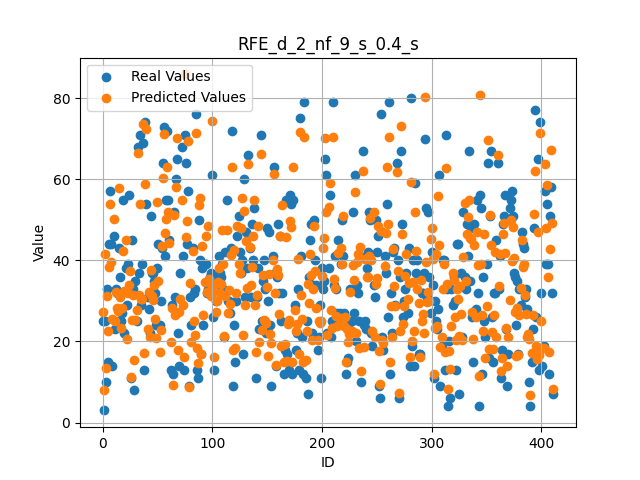 RFE_d_2_nf_9_s_0.4_s
Real Values
Predicted Values
80
60
40
20
0
Value
0 100 200 300 400
ID